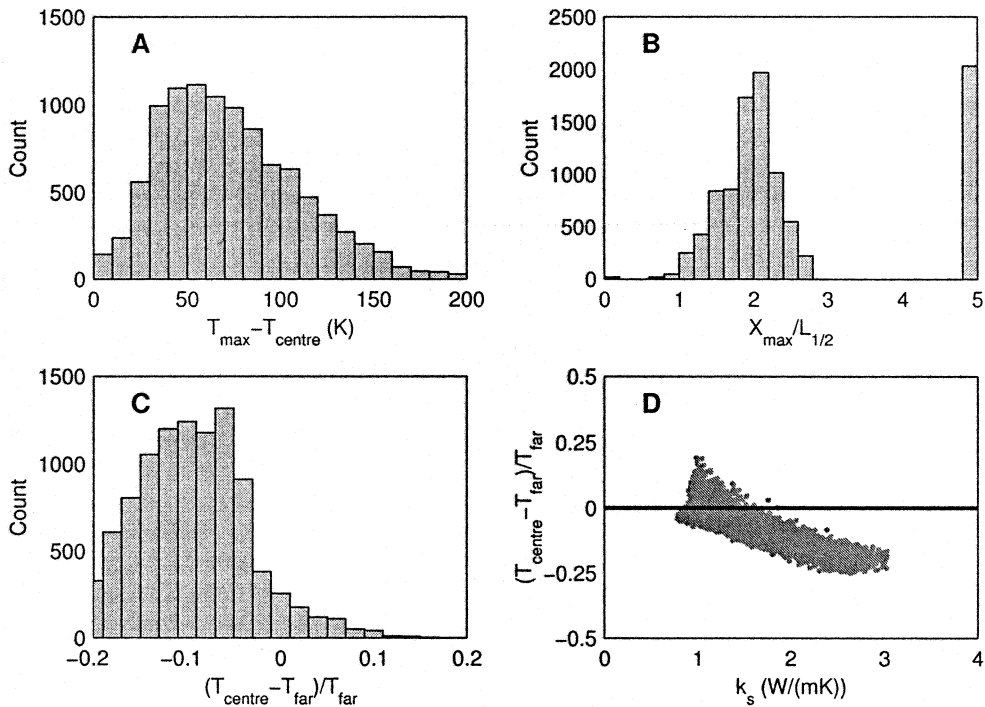 A
Count
1500
1000
500
0
0 50 100 150 200
T_max−T_centre (K)
B
Count
2500
2000
1500
1000
500
0
0 1 2 3 4 5
X_max/L_1/2
C
Count
1500
1000
500
0
−0.2 −0.1 0 0.1 0.2
(T_centre−T_far)/T_far
D
(T_centre−T_far)/T_far
0.5
0.25
0
−0.25
−0.5
0 1 2 3 4
k_s (W/(mK))